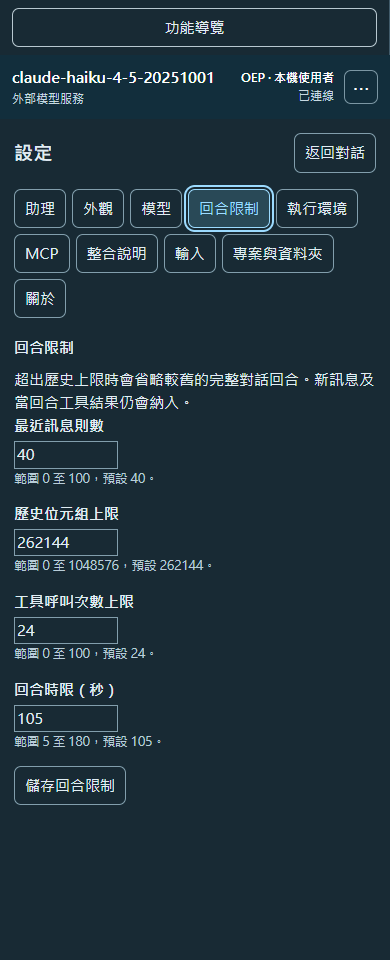 功能導覽
claude-haiku-4-5-20251001
OEP · 本機使用者
外部模型服務
已連線
...
設定
返回對話
助理
外觀
模型
回合限制
執行環境
MCP
整合說明
輸入
專案與資料夾
關於
回合限制
超出歷史上限時會省略較舊的完整對話回合。新訊息及
當回合工具結果仍會納入。
最近訊息則數
40
範圍 0 至 100，預設 40。
歷史位元組上限
262144
範圍 0 至 1048576，預設 262144。
工具呼叫次數上限
24
範圍 0 至 100，預設 24。
回合時限（秒）
105
範圍 5 至 180，預設 105。
儲存回合限制